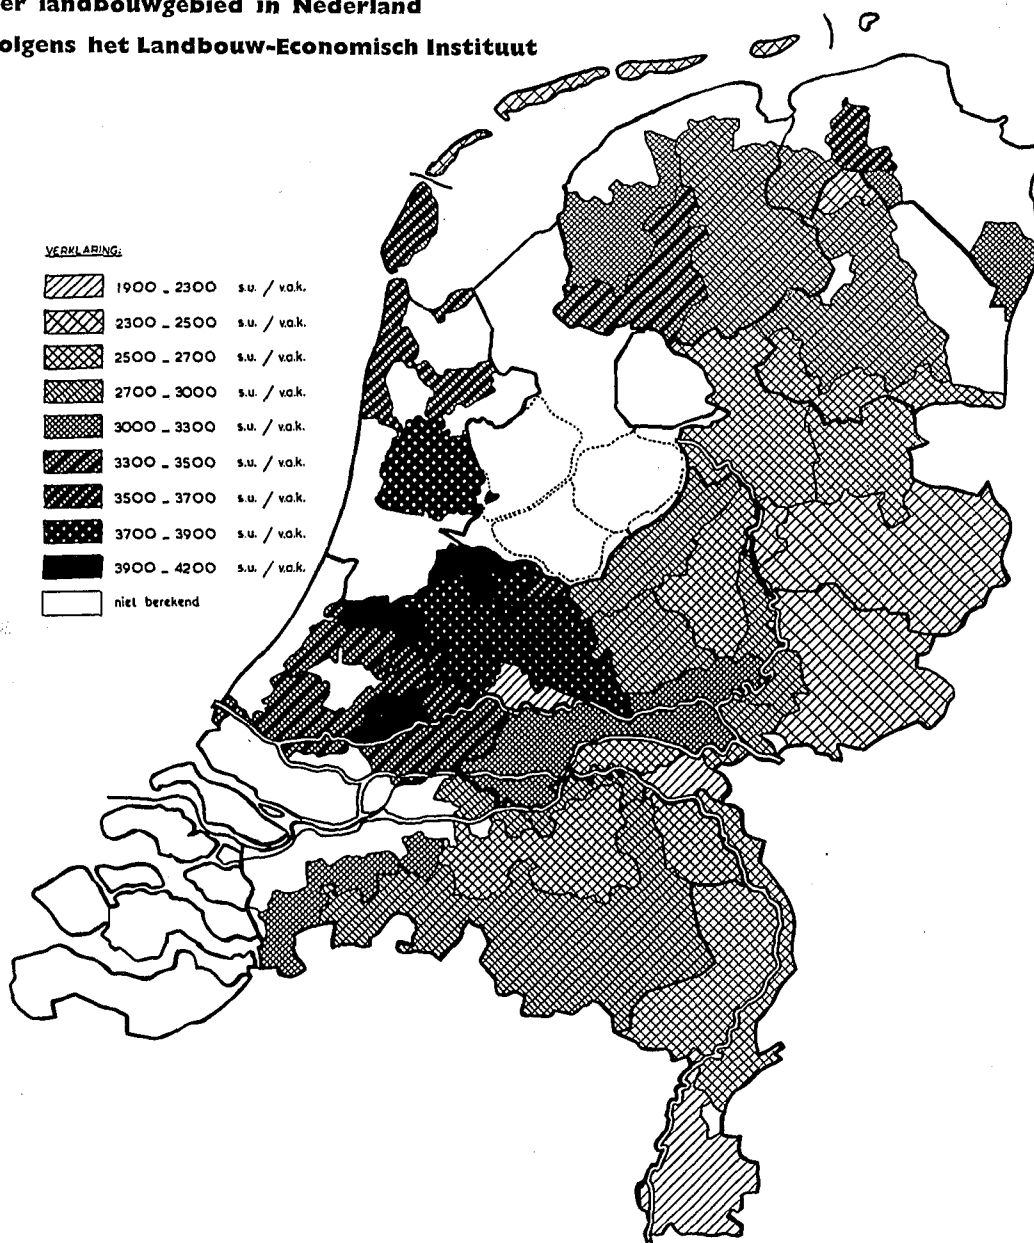 er landbouwgebied in Nederland
olgens het Landbouw-Economisch Instituut
VERKLARING:
1900 - 2300 s.u. / v.a.k.
2300 - 2500 s.u. / v.a.k.
2500 - 2700 s.u. / v.a.k.
2700 - 3000 s.u. / v.a.k.
3000 - 3300 s.u. / v.a.k.
3300 - 3500 s.u. / v.a.k.
3500 - 3700 s.u. / v.a.k.
3700 - 3900 s.u. / v.a.k.
3900 - 4200 s.u. / v.a.k.
niet berekend